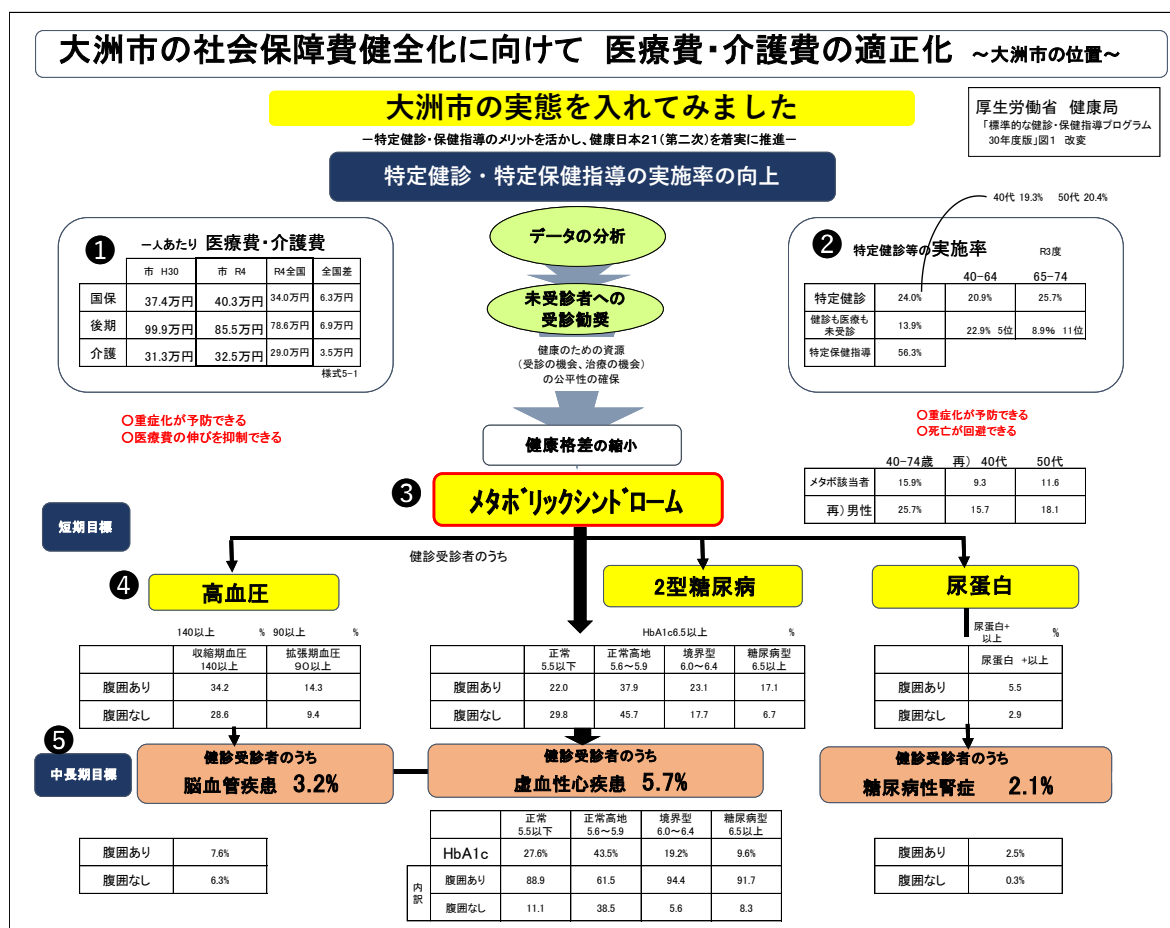 大洲市の社会保障費健全化に向けて 医療費・介護費の適正化 ～大洲市の位置～
大洲市の実態を入れてみました
－特定健診・保健指導のメリットを活かし、健康日本２１（第二次）を着実に推進－
厚生労働省 健康局
「標準的な健診・保健指導プログラム
30年度版」図1 改変
特定健診・特定保健指導の実施率の向上
40代 19.3% 50代 20.4%
❶ 一人あたり 医療費・介護費
市 H30 市 R4 R4全国 全国差
国保 37.4万円 40.3万円 34.0万円 6.3万円
後期 99.9万円 85.5万円 78.6万円 6.9万円
介護 31.3万円 32.5万円 29.0万円 3.5万円
様式5-1
データの分析
未受診者への
受診勧奨
健康のための資源
（受診の機会、治療の機会）
の公平性の確保
❷ 特定健診等の実施率 R3度
40-64 65-74
特定健診 24.0% 20.9% 25.7%
健診も医療も
未受診 13.9% 22.9% 5位 8.9% 11位
特定保健指導 56.3%
〇重症化が予防できる
〇医療費の伸びを抑制できる
健康格差の縮小
〇重症化が予防できる
〇死亡が回避できる
❸ メタボリックシンドローム
40-74歳 再） 40代 50代
メタボ該当者 15.9% 9.3 11.6
再）男性 25.7% 15.7 18.1
短期目標
健診受診者のうち
❹ 高血圧
2型糖尿病
尿蛋白
140以上 % 90以上 %
収縮期血圧
140以上
拡張期血圧
９０以上
腹囲あり 34.2 14.3
腹囲なし 28.6 9.4
HbA1c6.5以上 %
正常
5.5以下
正常高地
5.6～5.9
境界型
6.0～6.4
糖尿病型
6.5以上
腹囲あり 22.0 37.9 23.1 17.1
腹囲なし 29.8 45.7 17.7 6.7
尿蛋白+
以上 %
尿蛋白 +以上
腹囲あり 5.5
腹囲なし 2.9
❺
中長期目標
健診受診者のうち
脳血管疾患 3.2%
健診受診者のうち
虚血性心疾患 5.7%
健診受診者のうち
糖尿病性腎症 2.1%
腹囲あり 7.6%
腹囲なし 6.3%
正常
5.5以下
正常高地
5.6～5.9
境界型
6.0～6.4
糖尿病型
6.5以上
HbA1c 27.6% 43.5% 19.2% 9.6%
内訳
腹囲あり 88.9 61.5 94.4 91.7
腹囲なし 11.1 38.5 5.6 8.3
腹囲あり 2.5%
腹囲なし 0.3%